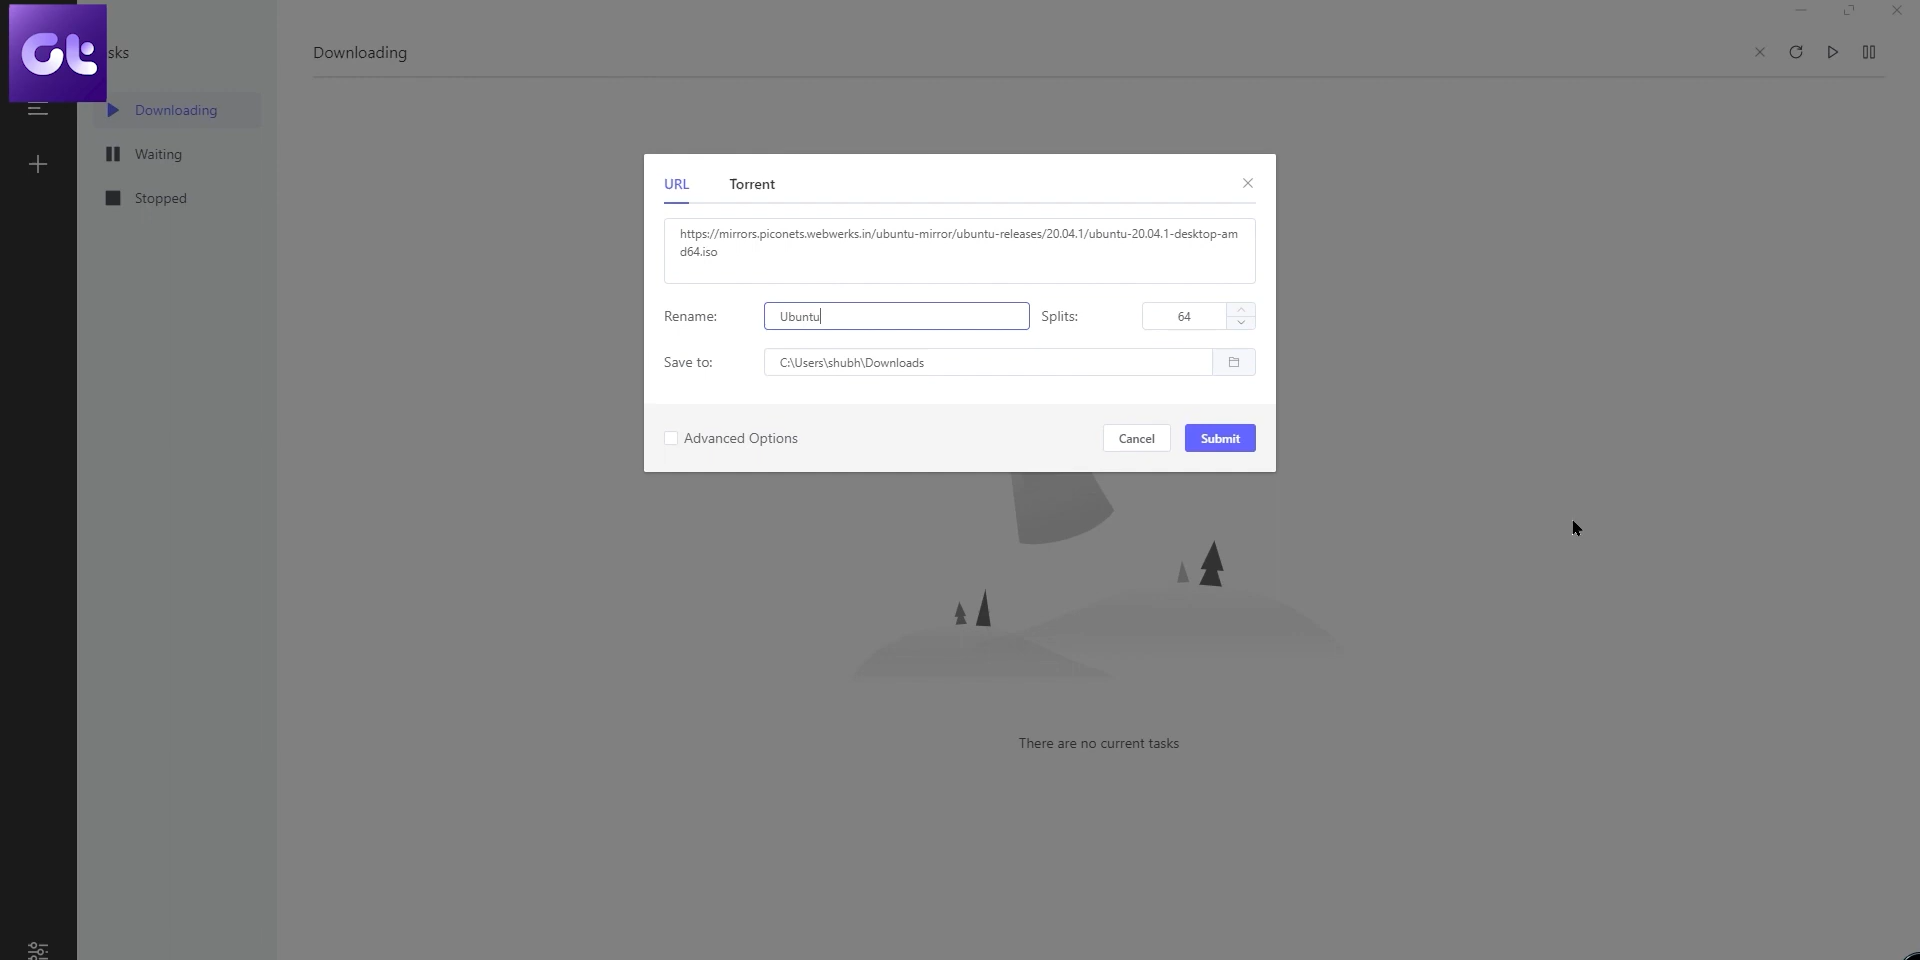 Gt
sks
Downloading
Downloading
Waiting
Stopped
URL
Torrent
https://mirrors.piconets.webwerks.in/ubuntu-mirror/ubuntu-releases/20.04.1/ubuntu-20.04.1-desktop-am
d64.iso
Rename:
Ubuntu
Splits:
64
Save to:
C:\Users\shubh\Downloads
Advanced Options
Cancel
Submit
There are no current tasks